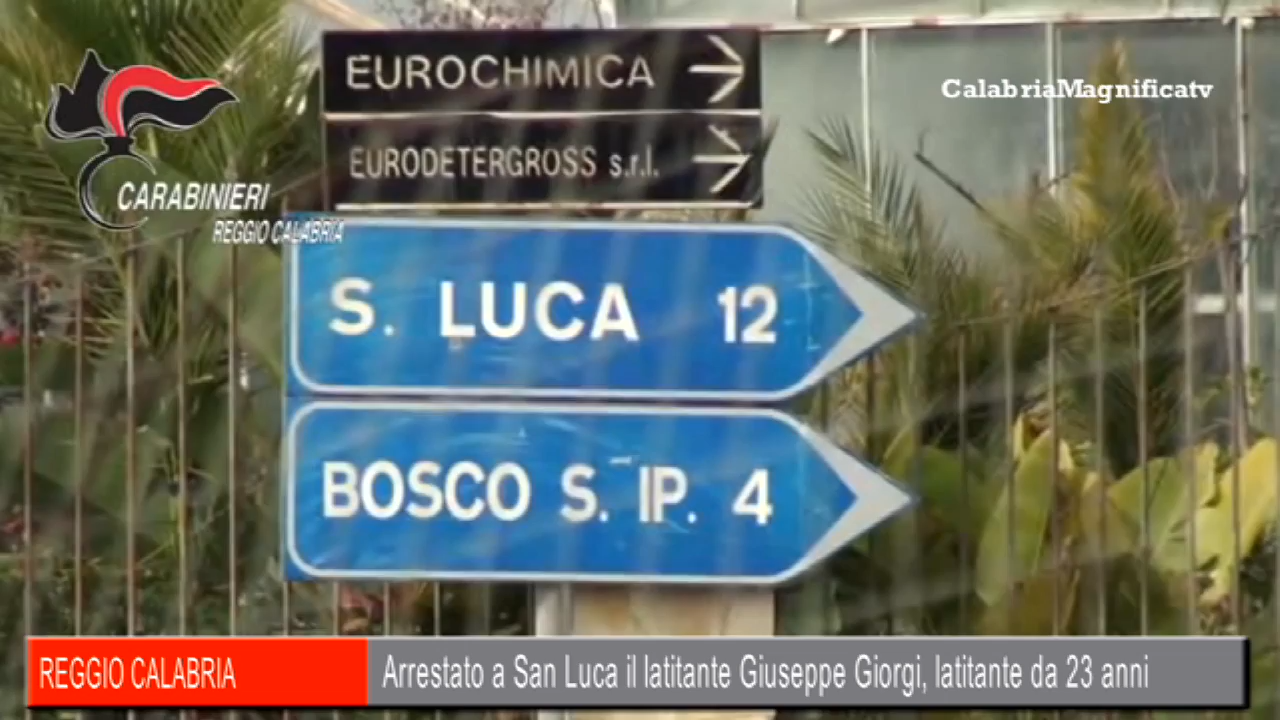 EUROCHIMICA
CalabriaMagnificatv
EURODETERGROSS s.r.l.
CARABINIERI
REGGIO CALABRIA
S. LUCA 12
BOSCO S. IP. 4
REGGIO CALABRIA
Arrestato a San Luca il latitante Giuseppe Giorgi, latitante da 23 anni